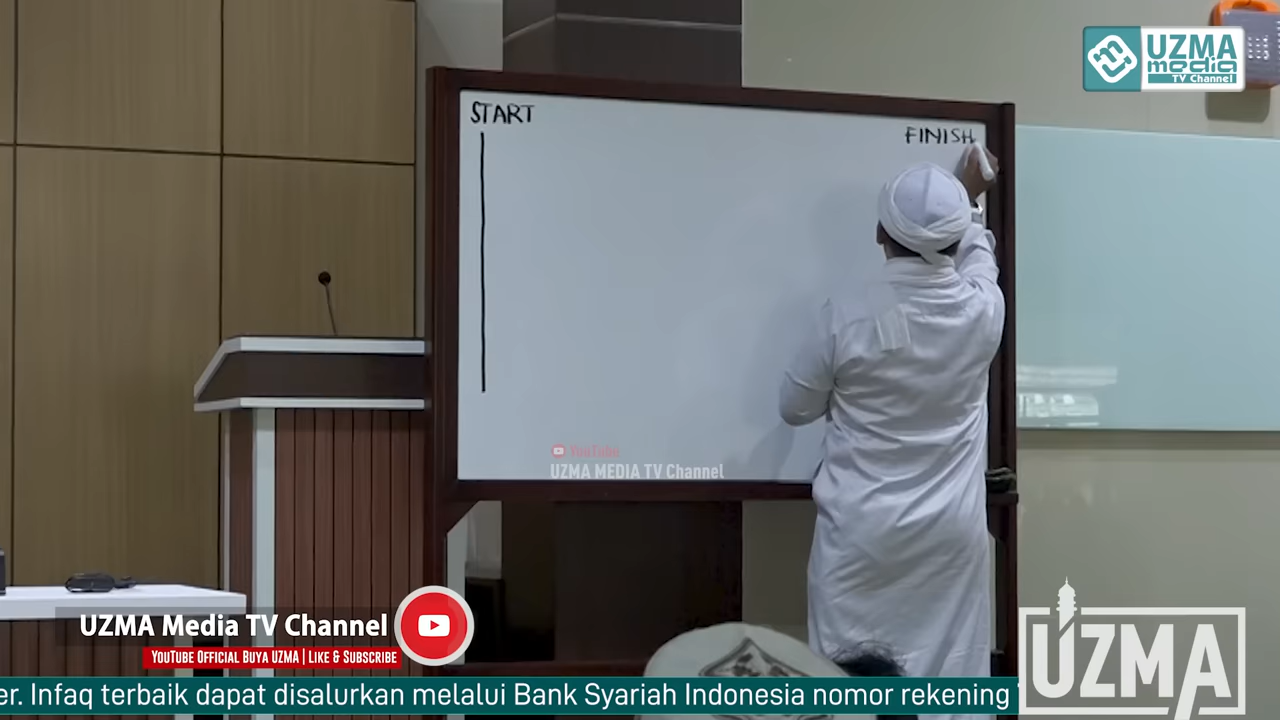 UZMA
media
TV Channel
START
FINISH
YouTube
UZMA MEDIA TV Channel
UZMA Media TV Channel
YouTube Official Buya UZMA | Like & Subscribe
UZMA
er. Infaq terbaik dapat disalurkan melalui Bank Syariah Indonesia nomor rekening